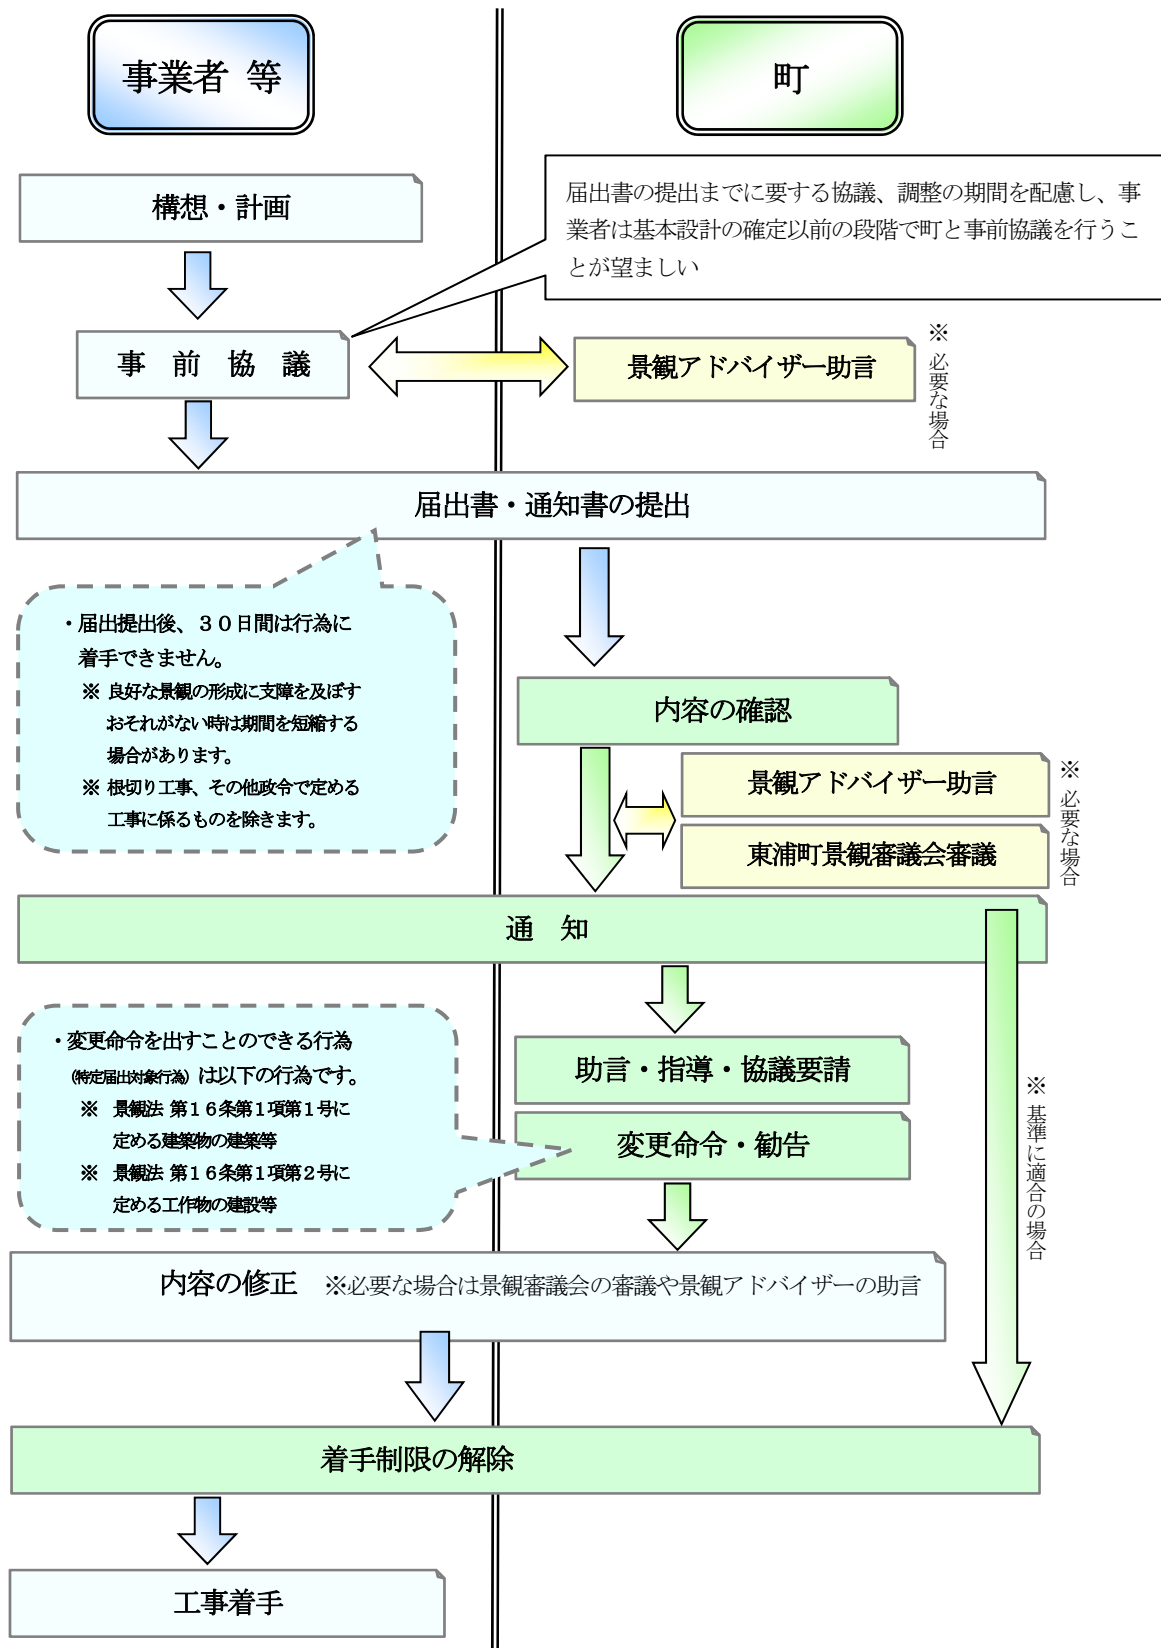 事業者 等
町
構想・計画
届出書の提出までに要する協議、調整の期間を配慮し、事
業者は基本設計の確定以前の段階で町と事前協議を行うこ
とが望ましい
事 前 協 議
景観アドバイザー助言
※ 必要な場合
届出書・通知書の提出
・届出提出後、30日間は行為に
着手できません。
※ 良好な景観の形成に支障を及ぼす
おそれがない時は期間を短縮する
場合があります。
※ 根切り工事、その他政令で定める
工事に係るものを除きます。
内容の確認
景観アドバイザー助言
東浦町景観審議会審議
※ 必要な場合
通 知
・変更命令を出すことのできる行為
(特定届出対象行為) は以下の行為です。
※ 景観法 第16条第1項第1号に
定める建築物の建築等
※ 景観法 第16条第1項第2号に
定める工作物の建設等
助言・指導・協議要請
変更命令・勧告
※ 基準に適合の場合
内容の修正 ※必要な場合は景観審議会の審議や景観アドバイザーの助言
着手制限の解除
工事着手